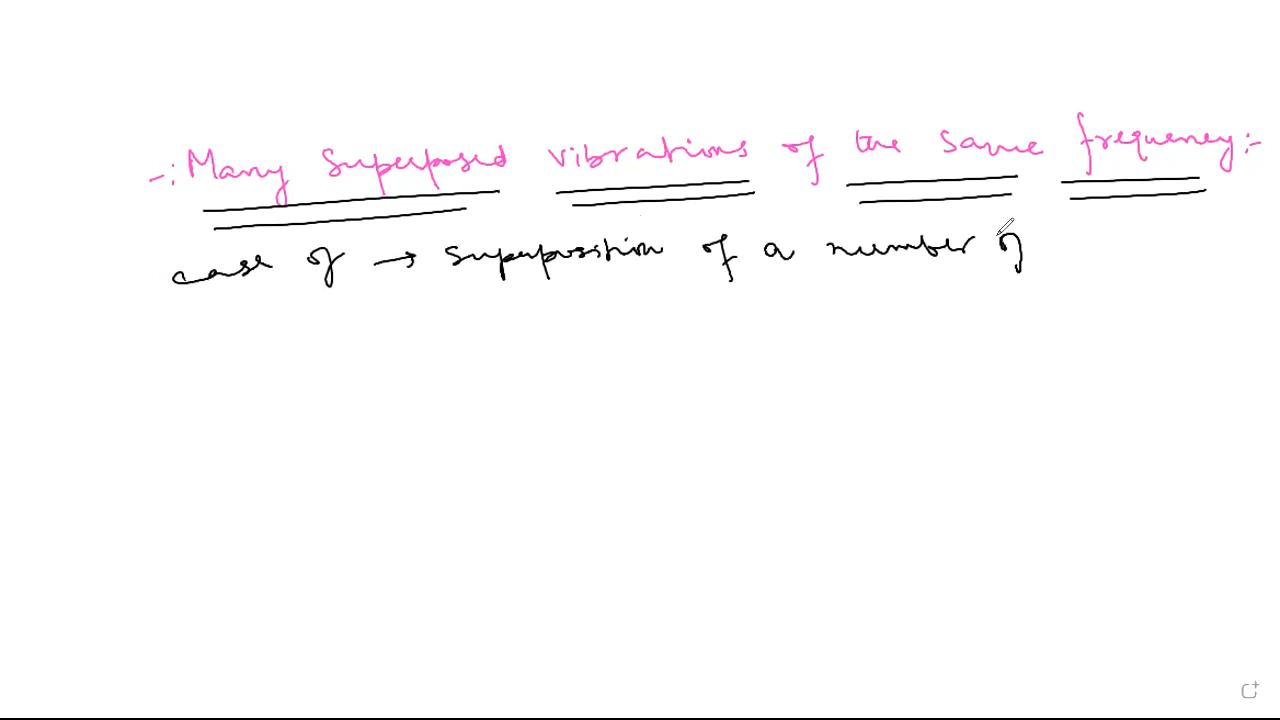 -: Many Superposed vibrations of the same frequency:-
case of → superposition of a number of